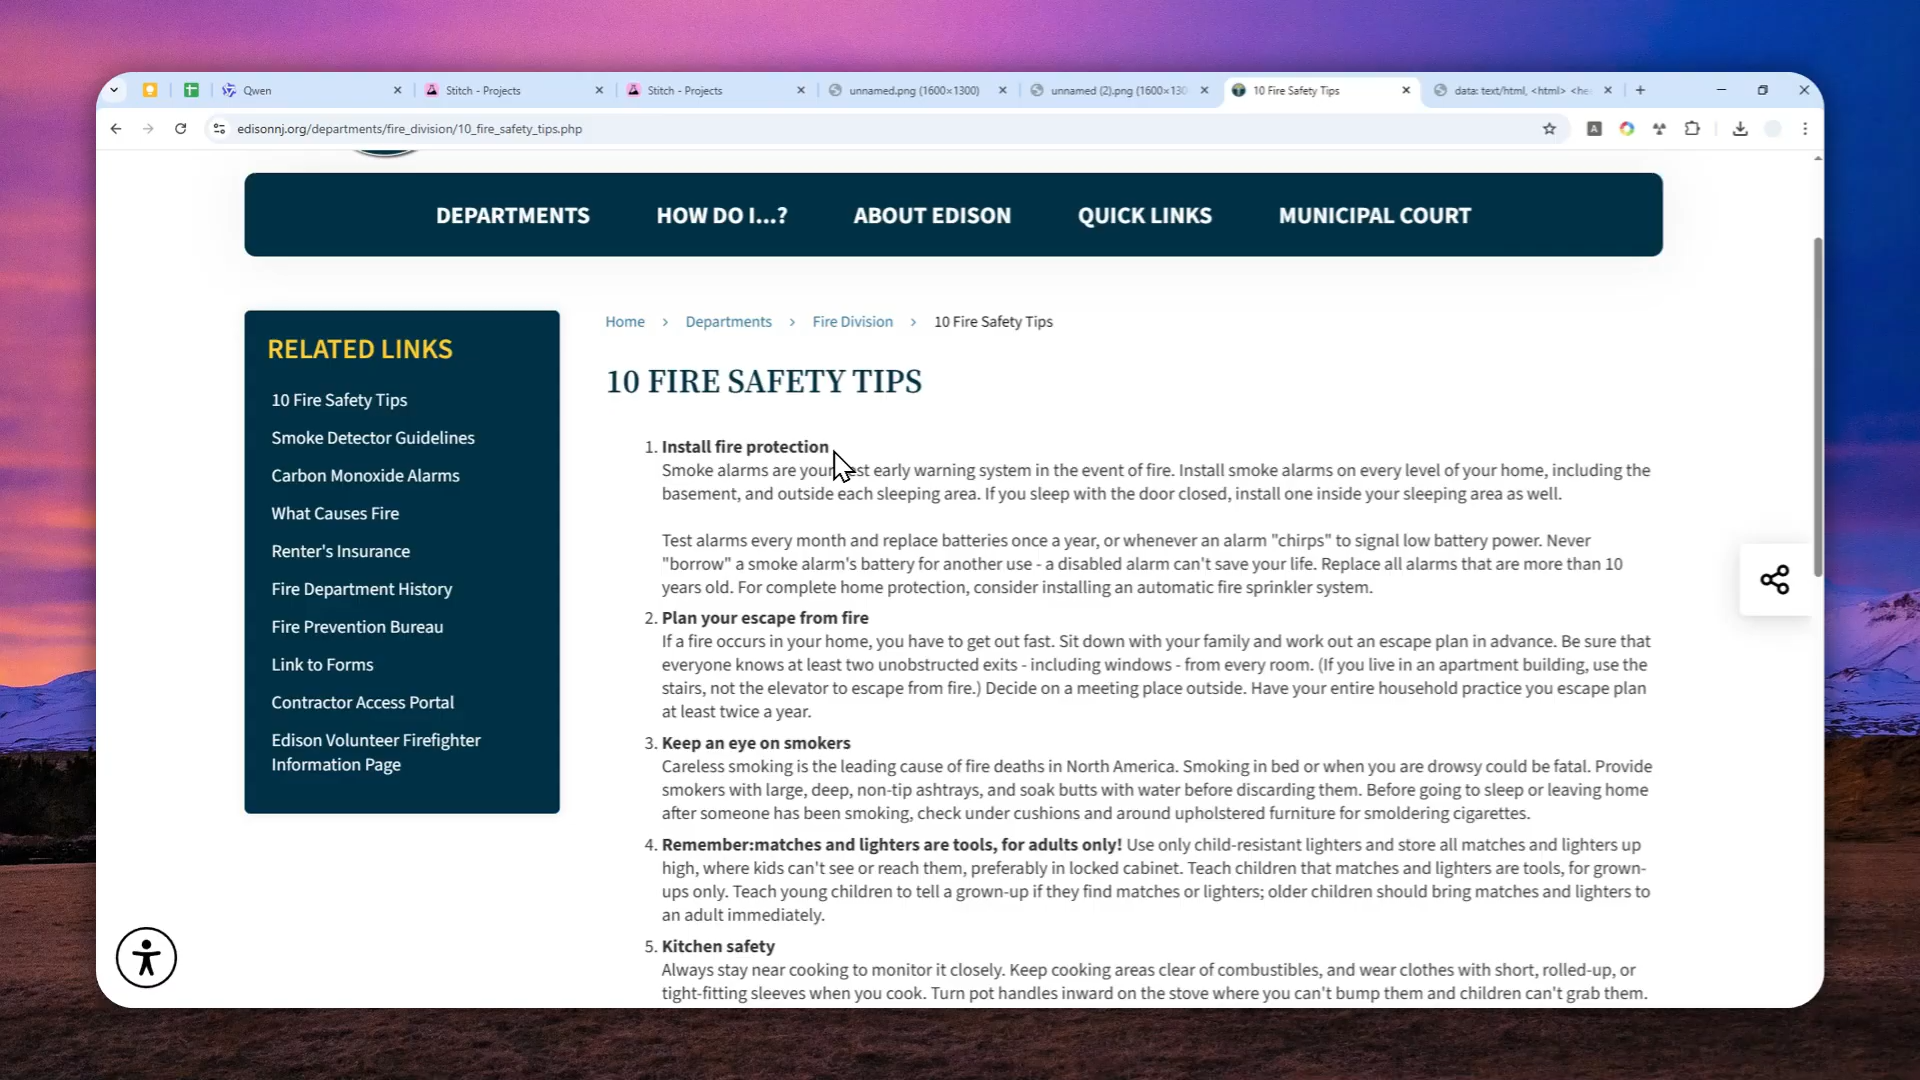 Qwen
Stitch - Projects
Stitch - Projects
unnamed.png (1600×1300)
unnamed (2).png (1600×130
10 Fire Safety Tips
data: text/html, <html> <he
edisonnj.org/departments/fire_division/10_fire_safety_tips.php
A
DEPARTMENTS
HOW DO I...?
ABOUT EDISON
QUICK LINKS
MUNICIPAL COURT
RELATED LINKS
10 Fire Safety Tips
Smoke Detector Guidelines
Carbon Monoxide Alarms
What Causes Fire
Renter's Insurance
Fire Department History
Fire Prevention Bureau
Link to Forms
Contractor Access Portal
Edison Volunteer Firefighter
Information Page
Home > Departments > Fire Division > 10 Fire Safety Tips
10 FIRE SAFETY TIPS
1. Install fire protection
Smoke alarms are your est early warning system in the event of fire. Install smoke alarms on every level of your home, including the
basement, and outside each sleeping area. If you sleep with the door closed, install one inside your sleeping area as well.
Test alarms every month and replace batteries once a year, or whenever an alarm "chirps" to signal low battery power. Never
"borrow" a smoke alarm's battery for another use - a disabled alarm can't save your life. Replace all alarms that are more than 10
years old. For complete home protection, consider installing an automatic fire sprinkler system.
2. Plan your escape from fire
If a fire occurs in your home, you have to get out fast. Sit down with your family and work out an escape plan in advance. Be sure that
everyone knows at least two unobstructed exits - including windows - from every room. (If you live in an apartment building, use the
stairs, not the elevator to escape from fire.) Decide on a meeting place outside. Have your entire household practice you escape plan
at least twice a year.
3. Keep an eye on smokers
Careless smoking is the leading cause of fire deaths in North America. Smoking in bed or when you are drowsy could be fatal. Provide
smokers with large, deep, non-tip ashtrays, and soak butts with water before discarding them. Before going to sleep or leaving home
after someone has been smoking, check under cushions and around upholstered furniture for smoldering cigarettes.
4. Remember:matches and lighters are tools, for adults only! Use only child-resistant lighters and store all matches and lighters up
high, where kids can't see or reach them, preferably in locked cabinet. Teach children that matches and lighters are tools, for grown-
ups only. Teach young children to tell a grown-up if they find matches or lighters; older children should bring matches and lighters to
an adult immediately.
5. Kitchen safety
Always stay near cooking to monitor it closely. Keep cooking areas clear of combustibles, and wear clothes with short, rolled-up, or
tight-fitting sleeves when you cook. Turn pot handles inward on the stove where you can't bump them and children can't grab them.